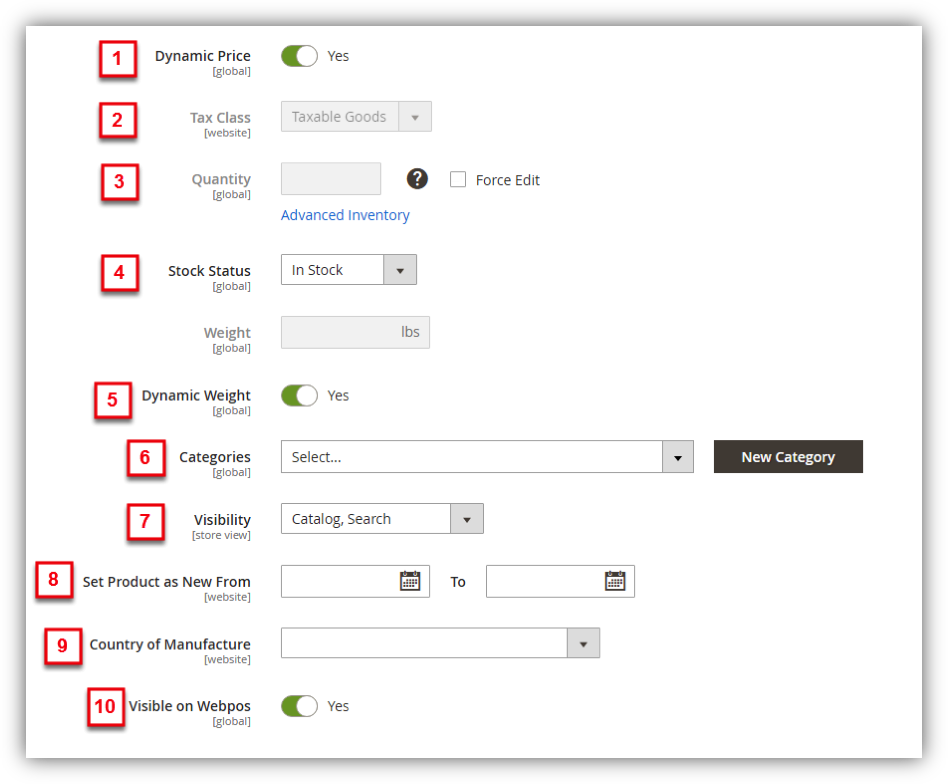 1 Dynamic Price Yes
[global]
2 Tax Class Taxable Goods
[website]
3 Quantity ? Force Edit
[global]
Advanced Inventory
4 Stock Status In Stock
[global]
Weight lbs
[global]
5 Dynamic Weight Yes
[global]
6 Categories Select... New Category
[global]
7 Visibility Catalog, Search
[store view]
8 Set Product as New From To
[website]
9 Country of Manufacture
[website]
10 Visible on Webpos Yes
[global]